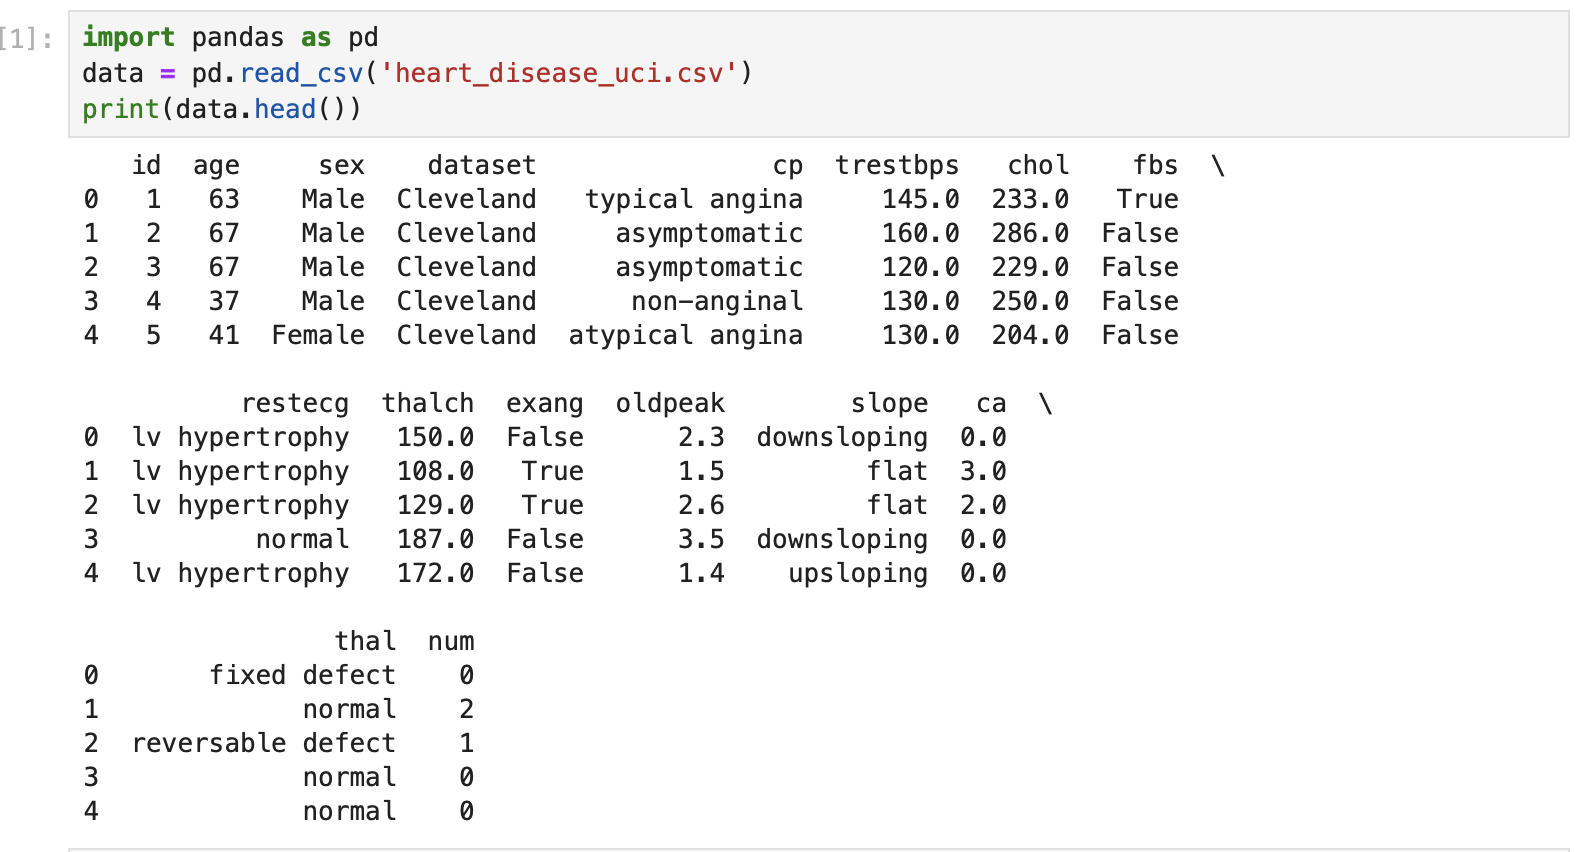 [1]: import pandas as pd
data = pd.read_csv('heart_disease_uci.csv')
print(data.head())
   id  age     sex    dataset               cp  trestbps   chol    fbs  \
0   1   63    Male  Cleveland   typical angina     145.0  233.0   True
1   2   67    Male  Cleveland     asymptomatic     160.0  286.0  False
2   3   67    Male  Cleveland     asymptomatic     120.0  229.0  False
3   4   37    Male  Cleveland      non-anginal     130.0  250.0  False
4   5   41  Female  Cleveland  atypical angina     130.0  204.0  False
          restecg  thalch  exang  oldpeak        slope   ca  \
0  lv hypertrophy   150.0  False      2.3  downsloping  0.0
1  lv hypertrophy   108.0   True      1.5         flat  3.0
2  lv hypertrophy   129.0   True      2.6         flat  2.0
3          normal   187.0  False      3.5  downsloping  0.0
4  lv hypertrophy   172.0  False      1.4    upsloping  0.0
                thal  num
0       fixed defect    0
1             normal    2
2  reversable defect    1
3             normal    0
4             normal    0